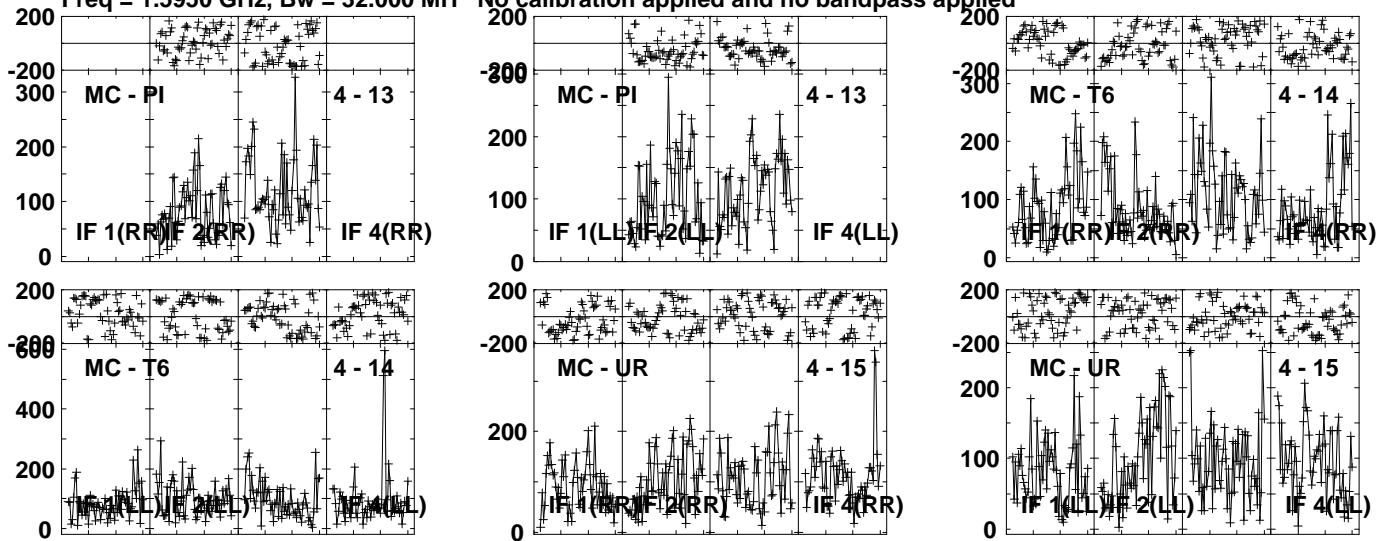 Freq = 1.5950 GHz, Bw = 32.000 MH No calibration applied and no bandpass applied
200
-200
300
200
100
0
MC - PI
4 - 13
IF 1(RR)
IF 2(RR)
IF 4(RR)
200
-200
300
200
100
0
MC - PI
4 - 13
IF 1(LL)
IF 2(LL)
IF 4(LL)
200
-200
300
200
100
0
MC - T6
4 - 14
IF 1(RR)
IF 2(RR)
IF 4(RR)
200
-200
600
400
200
0
MC - T6
4 - 14
IF 1(LL)
IF 2(LL)
IF 4(LL)
200
-200
200
0
MC - UR
4 - 15
IF 1(RR)
IF 2(RR)
IF 4(RR)
200
-200
200
100
0
MC - UR
4 - 15
IF 1(LL)
IF 2(LL)
IF 4(LL)